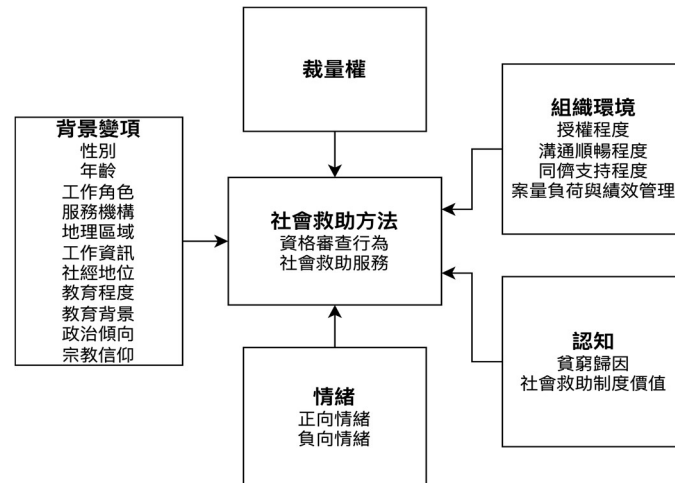 裁量權
背景變項
性別
年齡
工作角色
服務機構
地理區域
工作資訊
社經地位
教育程度
教育背景
政治傾向
宗教信仰
社會救助方法
資格審查行為
社會救助服務
組織環境
授權程度
溝通順暢程度
同儕支持程度
案量負荷與績效管理
情緒
正向情緒
負向情緒
認知
貧窮歸因
社會救助制度價值